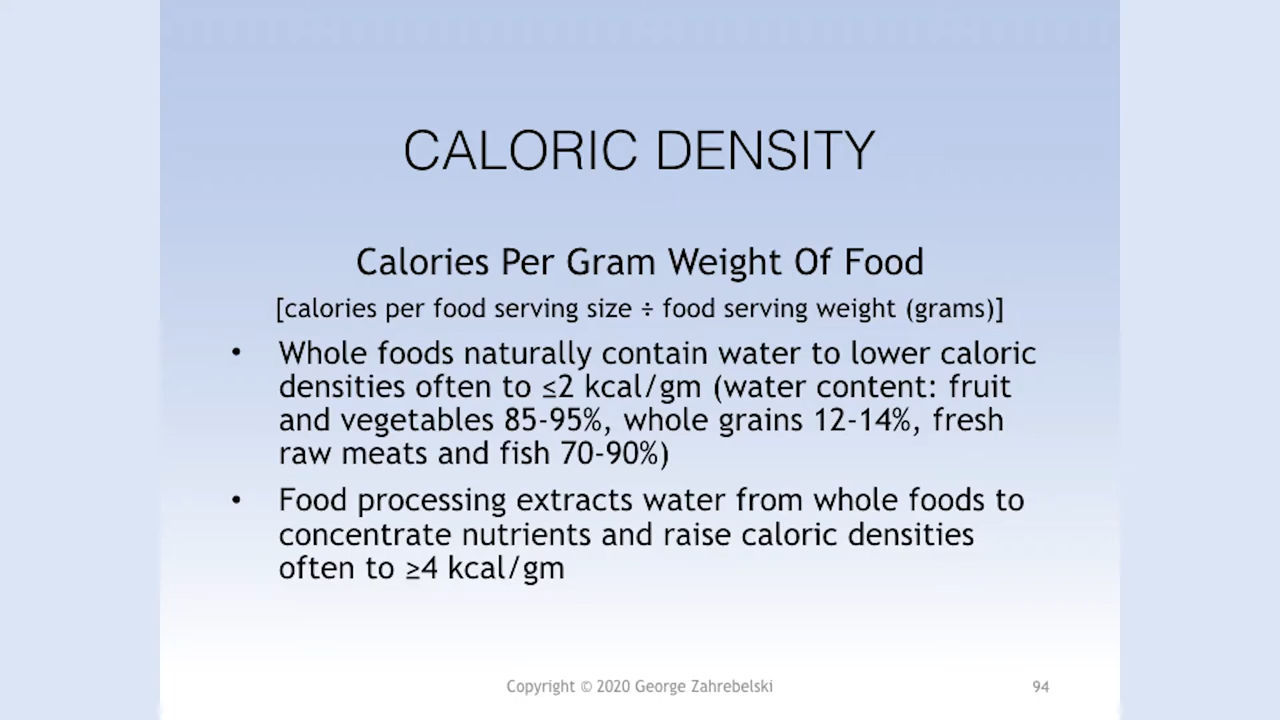 CALORIC DENSITY
Calories Per Gram Weight Of Food
[calories per food serving size ÷ food serving weight (grams)]
• Whole foods naturally contain water to lower caloric
densities often to ≤2 kcal/gm (water content: fruit
and vegetables 85-95%, whole grains 12-14%, fresh
raw meats and fish 70-90%)
• Food processing extracts water from whole foods to
concentrate nutrients and raise caloric densities
often to ≥4 kcal/gm
Copyright © 2020 George Zahrebelski
94